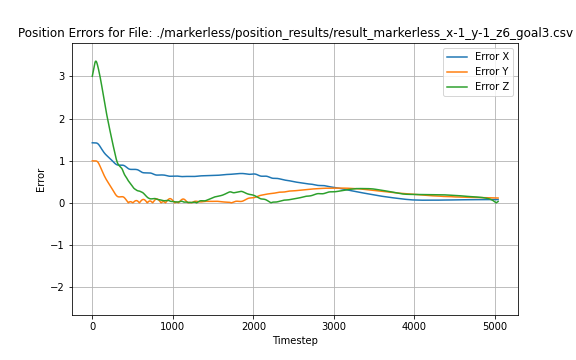 Position Errors for File: ./markerless/position_results/result_markerless_x-1_y-1_z6_goal3.csv
Error X
Error Y
Error Z
3
2
1
0
−1
−2
Error
0 1000 2000 3000 4000 5000
Timestep